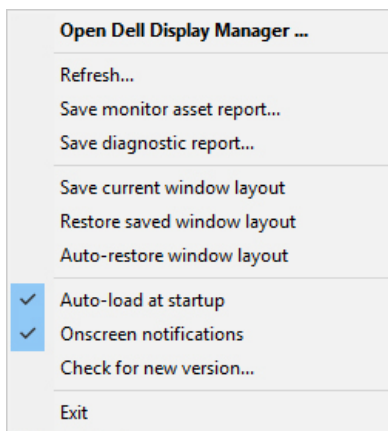 Open Dell Display Manager ...
Refresh...
Save monitor asset report...
Save diagnostic report...
Save current window layout
Restore saved window layout
Auto-restore window layout
Auto-load at startup
Onscreen notifications
Check for new version...
Exit